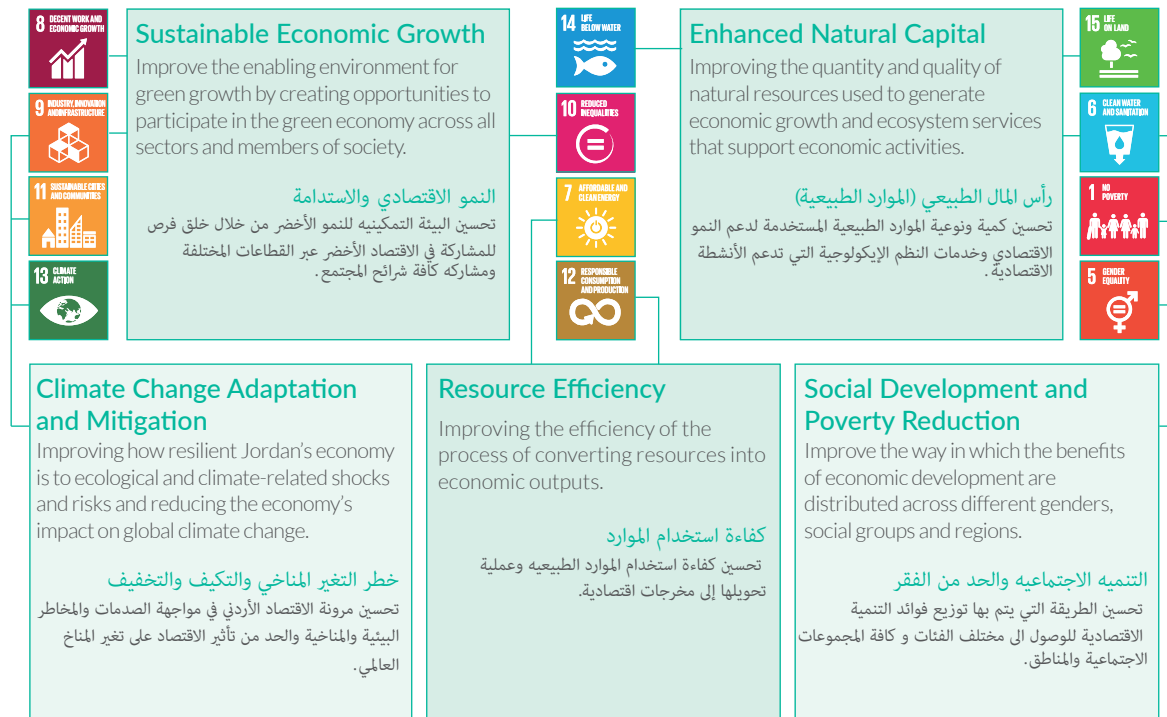 8 DECENT WORK AND
ECONOMIC GROWTH
9 INDUSTRY, INNOVATION
AND INFRASTRUCTURE
11 SUSTAINABLE CITIES
AND COMMUNITIES
13 CLIMATE
ACTION
Sustainable Economic Growth
Improve the enabling environment for
green growth by creating opportunities to
participate in the green economy across all
sectors and members of society.
النمو الاقتصادي والاستدامة
تحسين البيئة التمكينيه للنمو الأخضر من خلال خلق فرص
للمشاركة في الاقتصاد الأخضر عبر القطاعات المختلفة
ومشاركه كافة شرائح المجتمع.
14 LIFE
BELOW WATER
10 REDUCED
INEQUALITIES
7 AFFORDABLE AND
CLEAN ENERGY
12 RESPONSIBLE
CONSUMPTION
AND PRODUCTION
Enhanced Natural Capital
Improving the quantity and quality of
natural resources used to generate
economic growth and ecosystem services
that support economic activities.
رأس المال الطبيعي (الموارد الطبيعية)
تحسين كمية ونوعية الموارد الطبيعية المستخدمة لدعم النمو
الاقتصادي وخدمات النظم الإيكولوجية التي تدعم الأنشطة
الاقتصادية.
15 LIFE
ON LAND
6 CLEAN WATER
AND SANITATION
1 NO
POVERTY
5 GENDER
EQUALITY
Climate Change Adaptation
and Mitigation
Improving how resilient Jordan’s economy
is to ecological and climate-related shocks
and risks and reducing the economy’s
impact on global climate change.
خطر التغير المناخي والتكيف والتخفيف
تحسين مرونة الاقتصاد الأردني في مواجهة الصدمات والمخاطر
البيئية والمناخية والحد من تأثير الاقتصاد على تغير المناخ
العالمي.
Resource Efficiency
Improving the efficiency of the
process of converting resources into
economic outputs.
كفاءة استخدام الموارد
تحسين كفاءة استخدام الموارد الطبيعيه وعملية
تحويلها إلى مخرجات اقتصادية.
Social Development and
Poverty Reduction
Improve the way in which the benefits
of economic development are
distributed across different genders,
social groups and regions.
التنميه الاجتماعيه والحد من الفقر
تحسين الطريقة التي يتم بها توزيع فوائد التنمية
الاقتصادية للوصول الى مختلف الفئات و كافة المجموعات
الاجتماعية والمناطق.